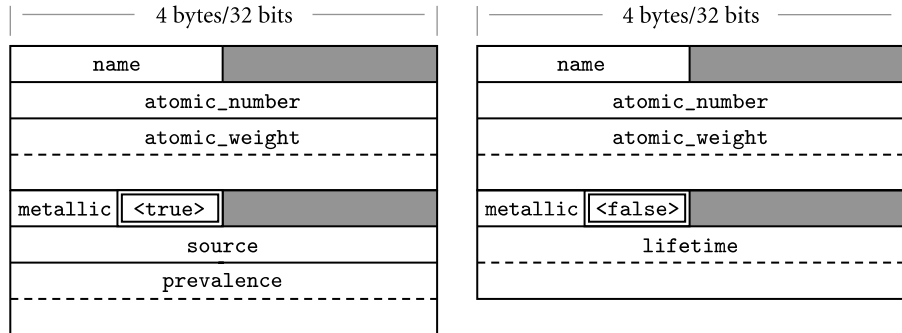 4 bytes/32 bits
name
atomic_number
atomic_weight
metallic <true>
source
prevalence
4 bytes/32 bits
name
atomic_number
atomic_weight
metallic <false>
lifetime